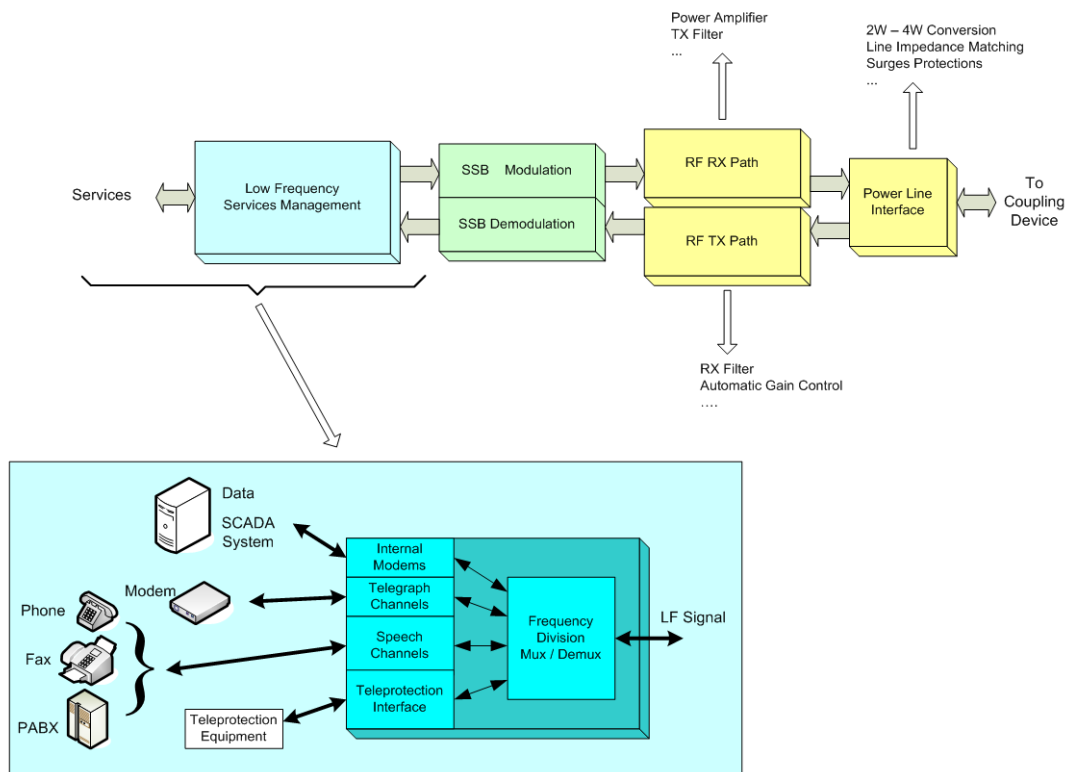 Power Amplifier
TX Filter
...
2W – 4W Conversion
Line Impedance Matching
Surges Protections
...
Services
Low Frequency
Services Management
SSB Modulation
SSB Demodulation
RF RX Path
RF TX Path
Power Line
Interface
To
Coupling
Device
RX Filter
Automatic Gain Control
....
Data
SCADA
System
Modem
Phone
Fax
PABX
Teleprotection
Equipment
Internal
Modems
Telegraph
Channels
Speech
Channels
Teleprotection
Interface
Frequency
Division
Mux / Demux
LF Signal